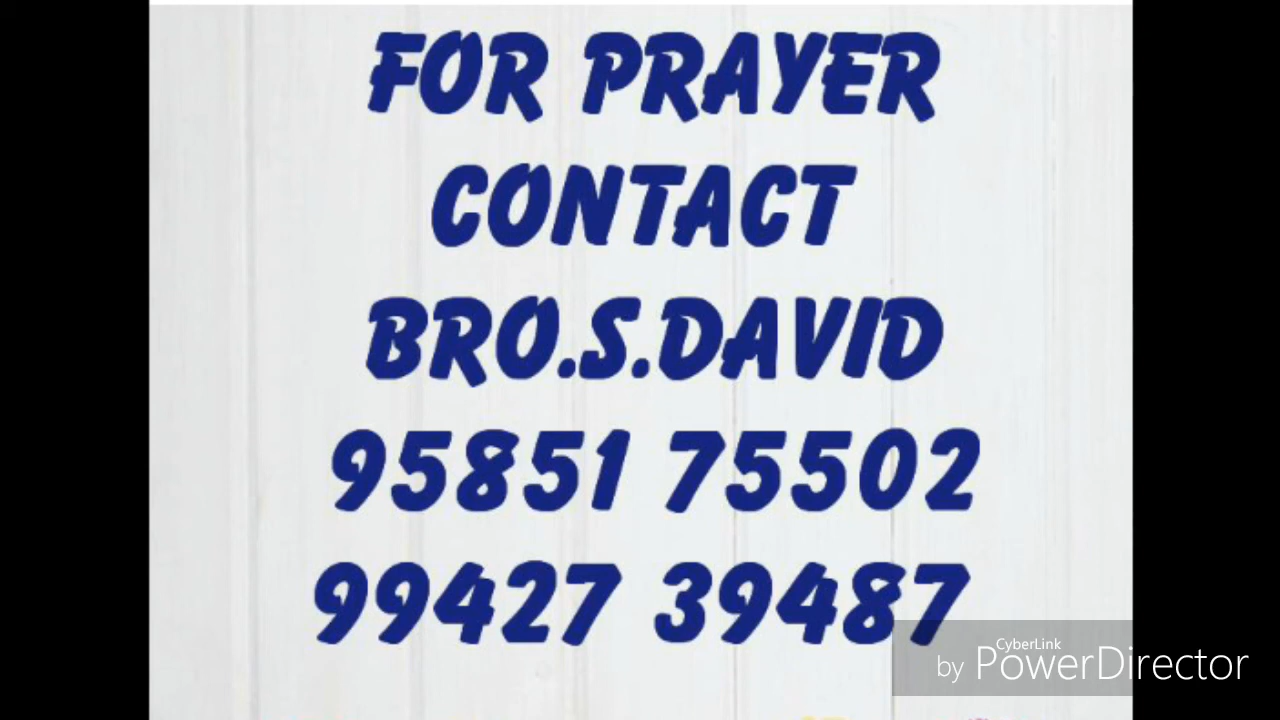 FOR PRAYER
CONTACT
BRO.S.DAVID
95851 75502
99427 39487
CyberLink
by PowerDirector